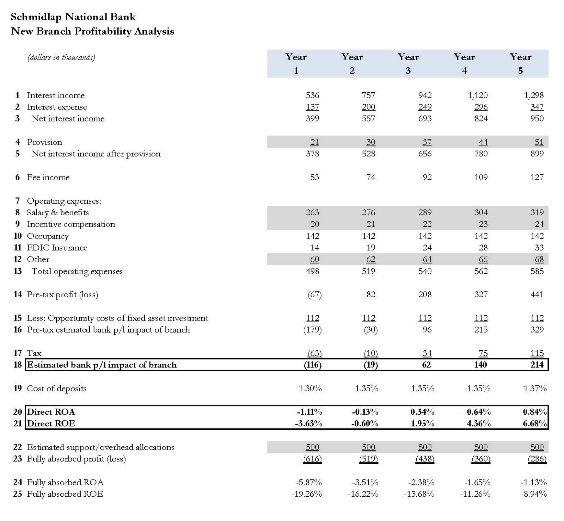 Schmidlap National Bank
New Branch Profitability Analysis
(dollars in thousands) Year Year Year Year Year
1 2 3 4 5
1 Interest income 536 757 942 1,120 1,298
2 Interest expense 137 200 249 296 347
3 Net interest income 399 557 693 824 950
4 Provision 21 30 37 44 51
5 Net interest income after provision 378 528 656 780 899
6 Fee income 53 74 92 109 127
7 Operating expenses:
8 Salary & benefits 263 276 289 304 319
9 Incentive compensation 20 21 22 23 24
10 Occupancy 142 142 142 142 142
11 FDIC Insurance 14 19 24 28 33
12 Other 60 62 64 66 68
13 Total operating expenses 498 519 540 562 585
14 Pre-tax profit (loss) (67) 82 208 327 441
15 Less: Opportunity costs of fixed asset investment 112 112 112 112 112
16 Pre-tax estimated bank p/l impact of branch (179) (30) 96 215 329
17 Tax (63) (10) 34 75 115
18 Estimated bank p/l impact of branch (116) (19) 62 140 214
19 Cost of deposits 1.30% 1.35% 1.35% 1.35% 1.37%
20 Direct ROA -1.11% -0.13% 0.34% 0.64% 0.84%
21 Direct ROE -3.63% -0.60% 1.95% 4.36% 6.68%
22 Estimated support/overhead allocations 500 500 500 500 500
23 Fully absorbed profit (loss) (616) (519) (438) (360) (286)
24 Fully absorbed ROA -5.87% -3.51% -2.38% -1.65% -1.13%
25 Fully absorbed ROE -19.26% -16.22% -13.68% -11.26% -8.94%